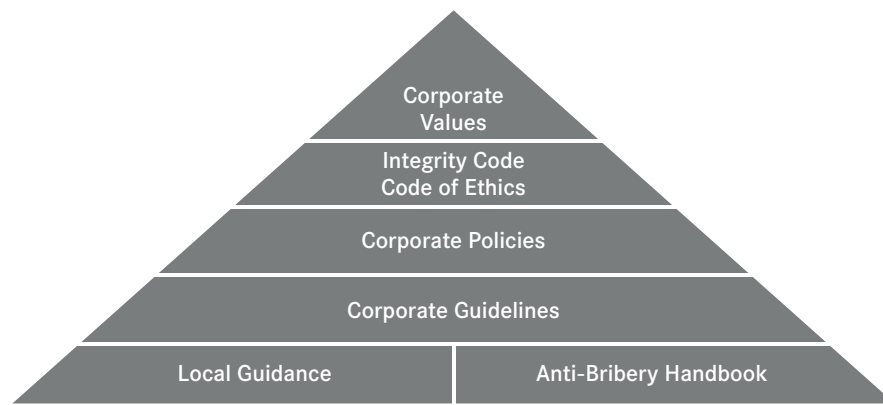 Corporate
Values
Integrity Code
Code of Ethics
Corporate Policies
Corporate Guidelines
Local Guidance
Anti-Bribery Handbook